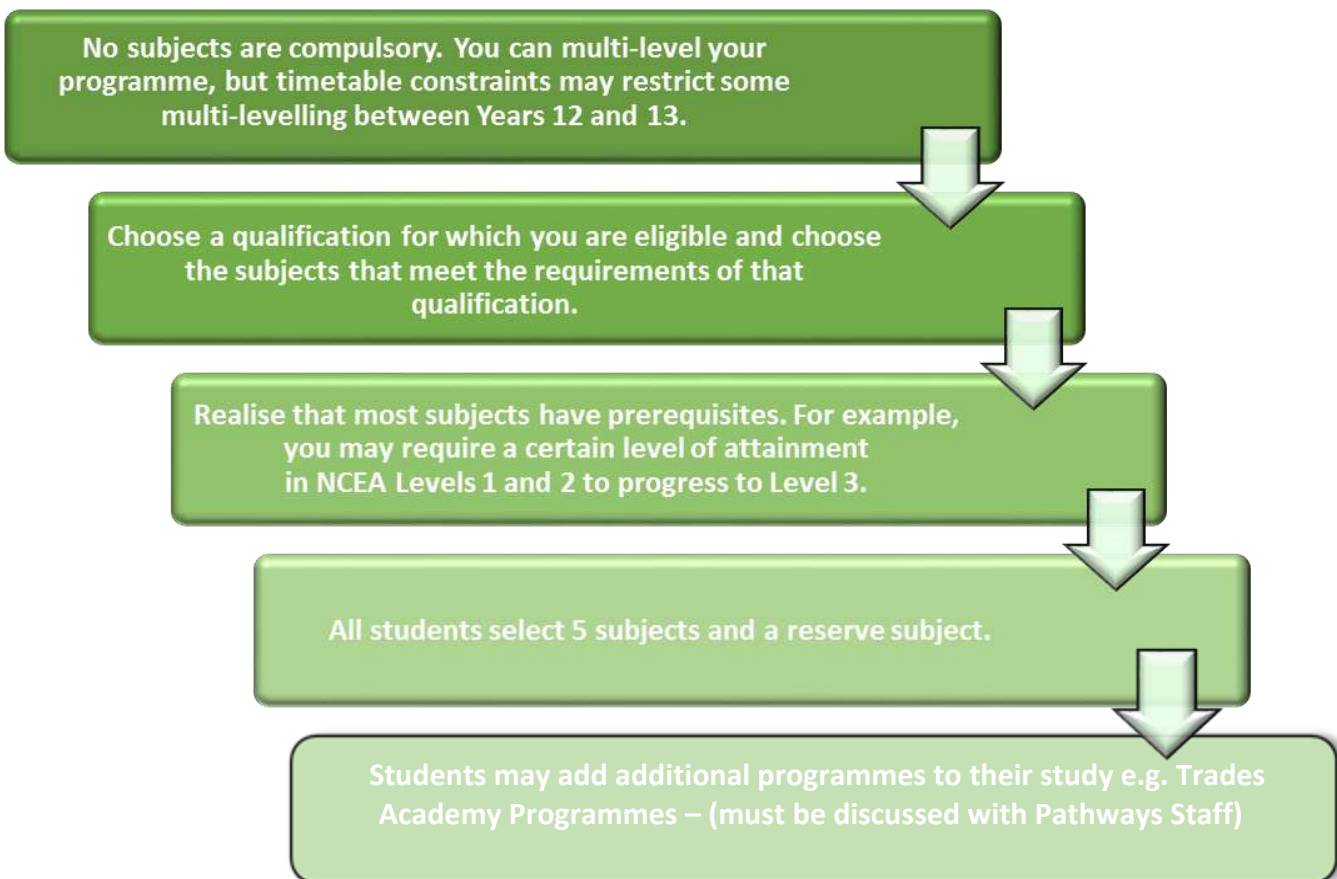 No subjects are compulsory. You can multi-level your
programme, but timetable constraints may restrict some
multi-levelling between Years 12 and 13.
Choose a qualification for which you are eligible and choose
the subjects that meet the requirements of that
qualification.
Realise that most subjects have prerequisites. For example,
you may require a certain level of attainment
in NCEA Levels 1 and 2 to progress to Level 3.
All students select 5 subjects and a reserve subject.
Students may add additional programmes to their study e.g. Trades
Academy Programmes – (must be discussed with Pathways Staff)